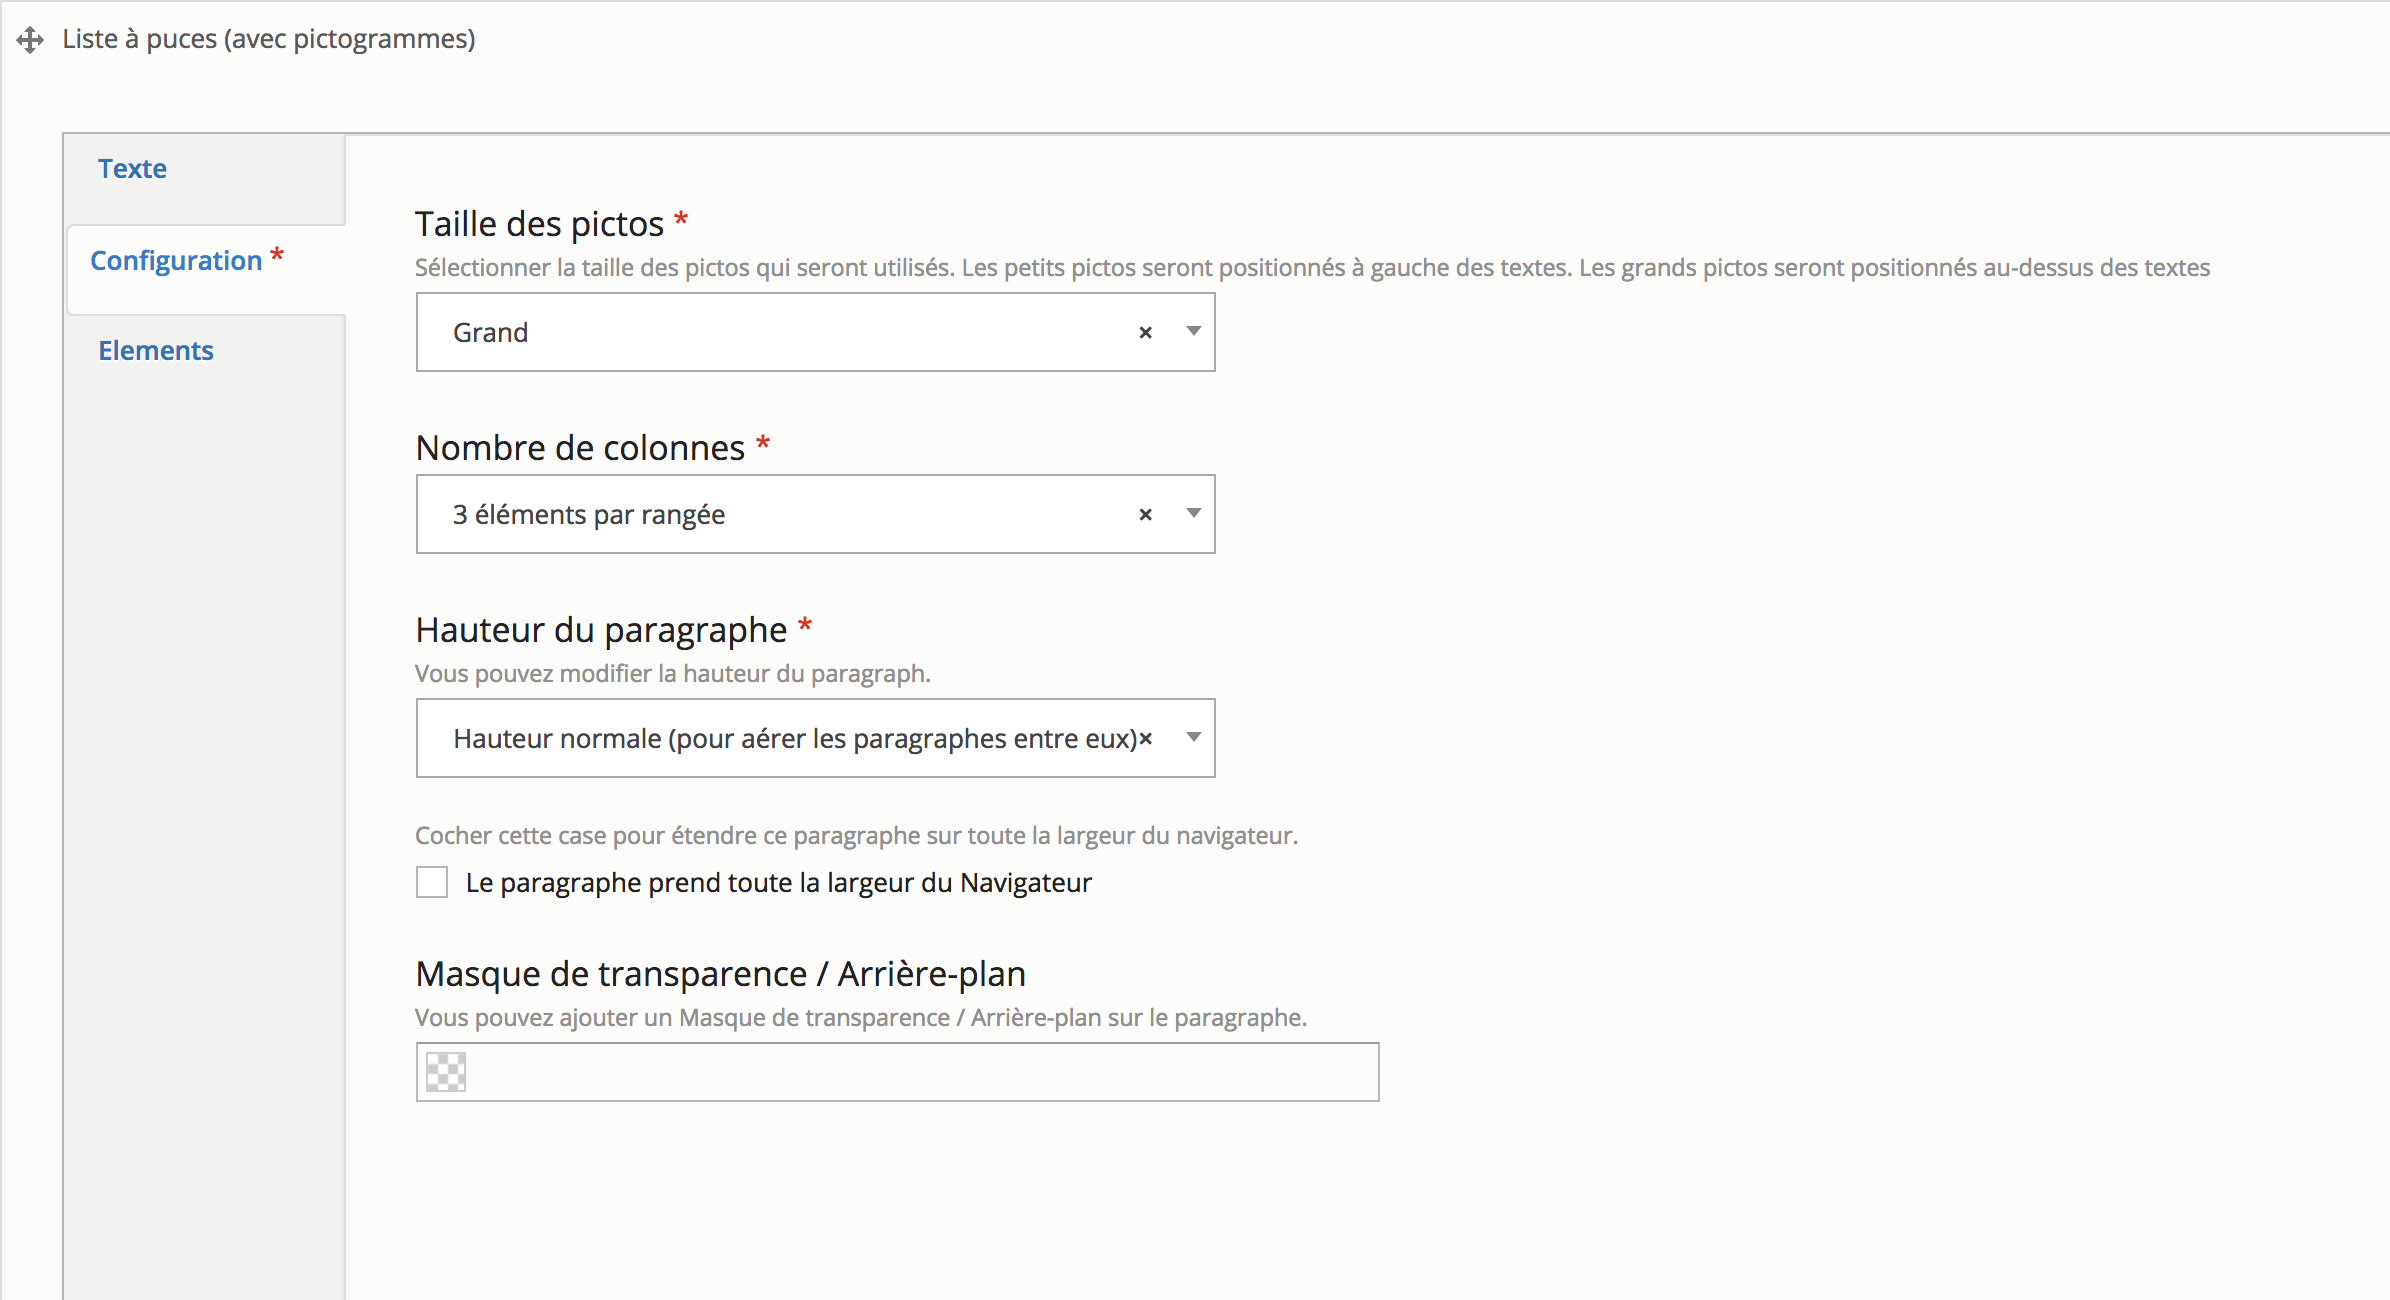 Liste à puces (avec pictogrammes)
Texte
Configuration *
Elements
Taille des pictos *
Sélectionner la taille des pictos qui seront utilisés. Les petits pictos seront positionnés à gauche des textes. Les grands pictos seront positionnés au-dessus des textes
Grand ×
Nombre de colonnes *
3 éléments par rangée ×
Hauteur du paragraphe *
Vous pouvez modifier la hauteur du paragraph.
Hauteur normale (pour aérer les paragraphes entre eux)×
Cocher cette case pour étendre ce paragraphe sur toute la largeur du navigateur.
Le paragraphe prend toute la largeur du Navigateur
Masque de transparence / Arrière-plan
Vous pouvez ajouter un Masque de transparence / Arrière-plan sur le paragraphe.